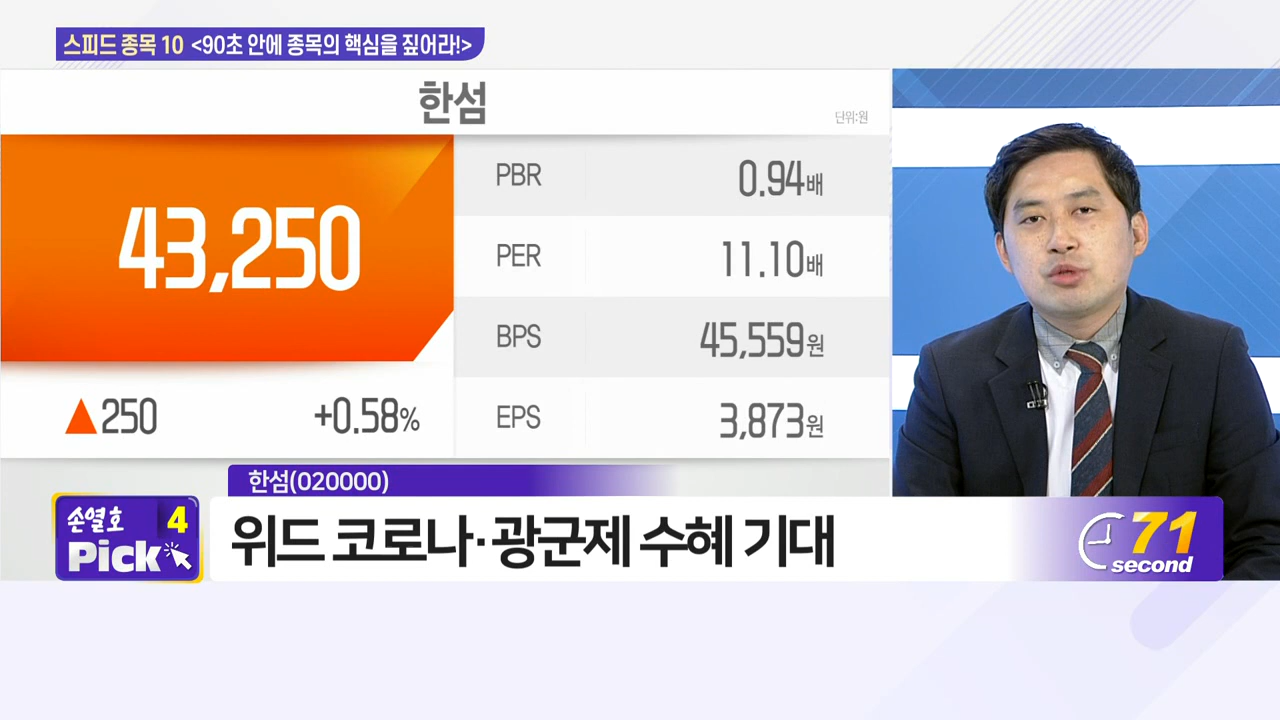 스피드 종목 10 <90초 안에 종목의 핵심을 짚어라!>
한섬
단위:원
43,250
▲250 +0.58%
PBR 0.94배
PER 11.10배
BPS 45,559원
EPS 3,873원
한섬(020000)
손열호 4
Pick
위드 코로나·광군제 수혜 기대
71
second